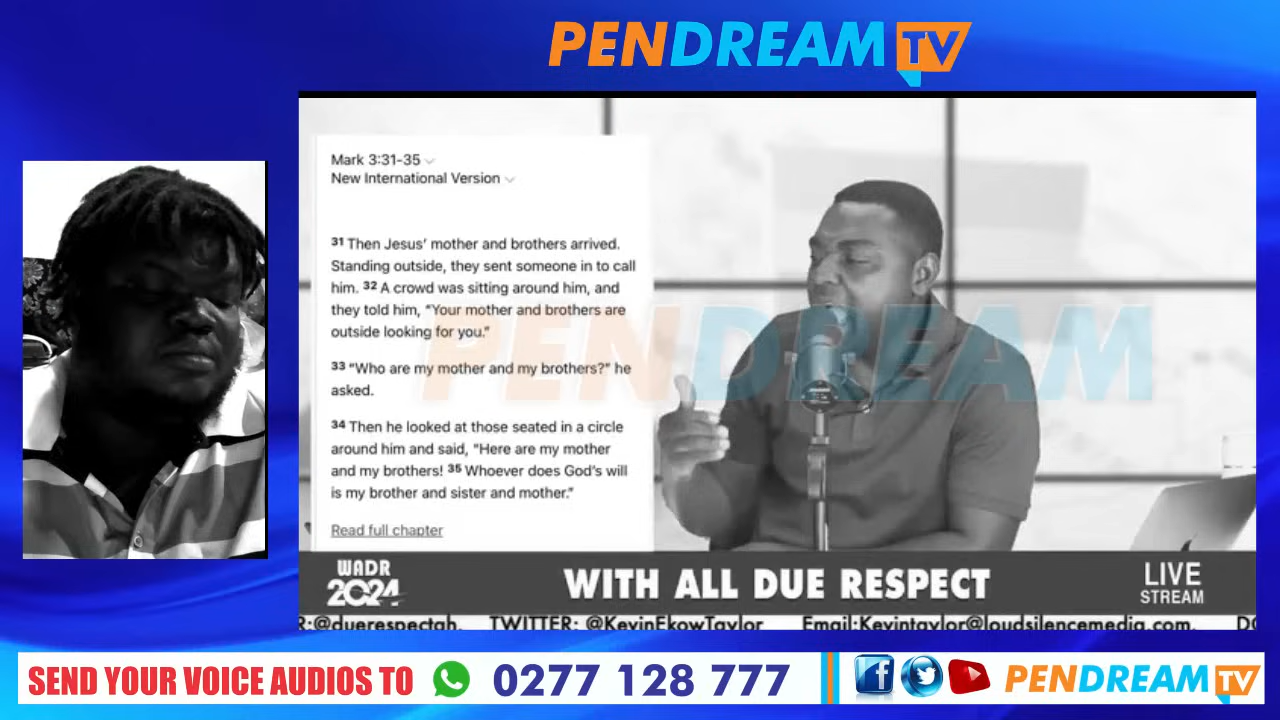 PENDREAM TV
Mark 3:31-35
New International Version
31 Then Jesus' mother and brothers arrived.
Standing outside, they sent someone in to call
him. 32 A crowd was sitting around him, and
they told him, “Your mother and brothers are
outside looking for you.”
33 “Who are my mother and my brothers?” he
asked.
34 Then he looked at those seated in a circle
around him and said, “Here are my mother
and my brothers! 35 Whoever does God's will
is my brother and sister and mother.”
Read full chapter
PENDREAM
WADR
2024
WITH ALL DUE RESPECT
LIVE
STREAM
R:@duerespectgh. TWITTER: @KevinEkowTaylor Email:Kevintaylor@loudsilencemedia.com.
SEND YOUR VOICE AUDIOS TO 0277 128 777 PENDREAM TV